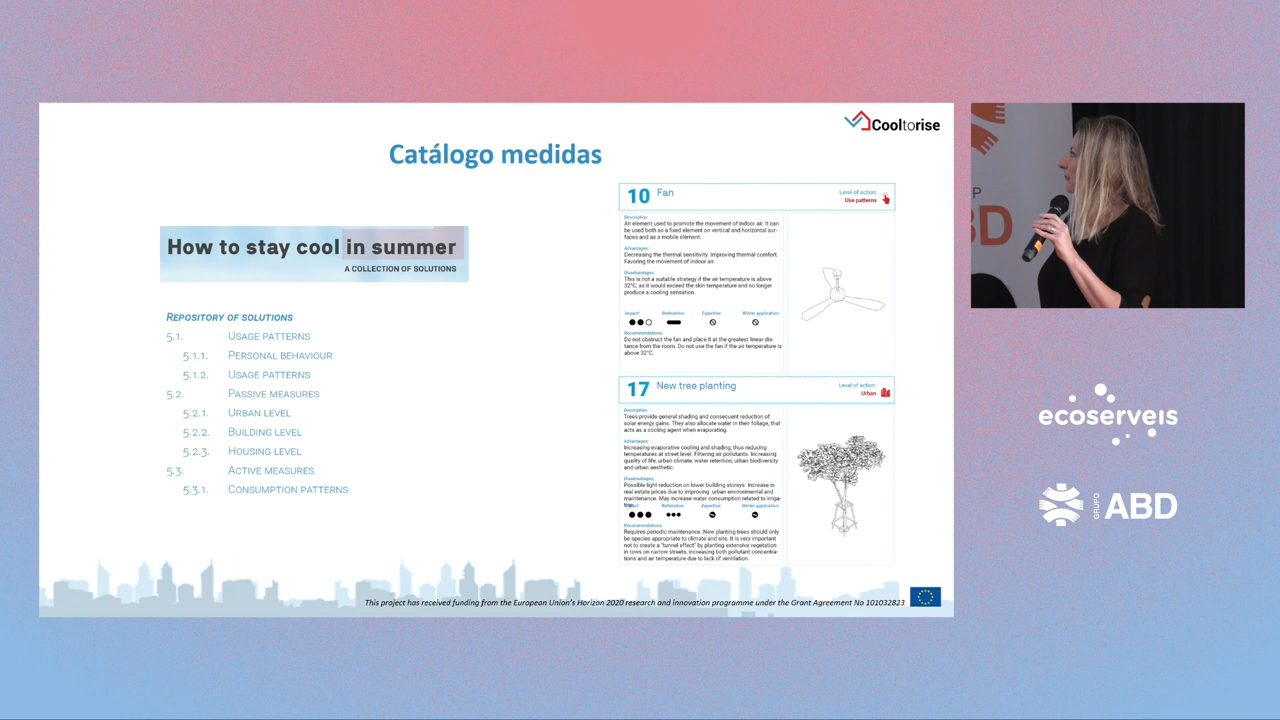 Cooltorise
Catálogo medidas
How to stay cool in summer
A COLLECTION OF SOLUTIONS
REPOSITORY OF SOLUTIONS
5.1. USAGE PATTERNS
5.1.1. PERSONAL BEHAVIOUR
5.1.2. USAGE PATTERNS
5.2. PASSIVE MEASURES
5.2.1. URBAN LEVEL
5.2.2. BUILDING LEVEL
5.2.3. HOUSING LEVEL
5.3. ACTIVE MEASURES
5.3.1. CONSUMPTION PATTERNS
10 Fan
Level of action:
Use patterns
Description:
An element used to promote the movement of indoor air. It can
be used both as a fixed element on vertical and horizontal sur-
faces and as a mobile element.
Advantages:
Decreasing the thermal sensitivity. Improving thermal comfort.
Favoring the movement of indoor air.
Disadvantages:
This is not a suitable strategy if the air temperature is above
32°C, as it would exceed the skin temperature and no longer
produce a cooling sensation.
Impact: Expertise: Winter application:
Recommendations:
Do not obstruct the fan and place it at the greatest linear dis-
tance from the room. Do not use the fan if the air temperature is
above 32°C.
17 New tree planting
Level of action:
Urban
Description:
Trees provide general shading and consecuent reduction of
solar energy gains. They also allocate water in their foliage, that
acts as a cooling agent when evaporating.
Advantages:
Increasing evaporative cooling and shading, thus reducing
temperatures at street level. Filtering air pollutants. Increasing
quality of life, urban climate, water retention, urban biodiversity
and urban aesthetic.
Disadvantages:
Possible light reduction on lower building storeys. Increase in
real estate prices due to improving urban environmental and
maintenance. May increase water consumption related to irriga-
Expertise: Winter application:
Recommendations:
Requires periodic maintenance. New planting trees should only
be species appropriate to climate and site. It is very important
not to create a "tunnel effect" by planting extensive vegetation
in rows on narrow streets, increasing both pollutant concentra-
tions and air temperature due to lack of ventilation.
This project has received funding from the European Union's Horizon 2020 research and innovation programme under the Grant Agreement No 101032823
P
BD
ecoserveis
GRUPO ABD